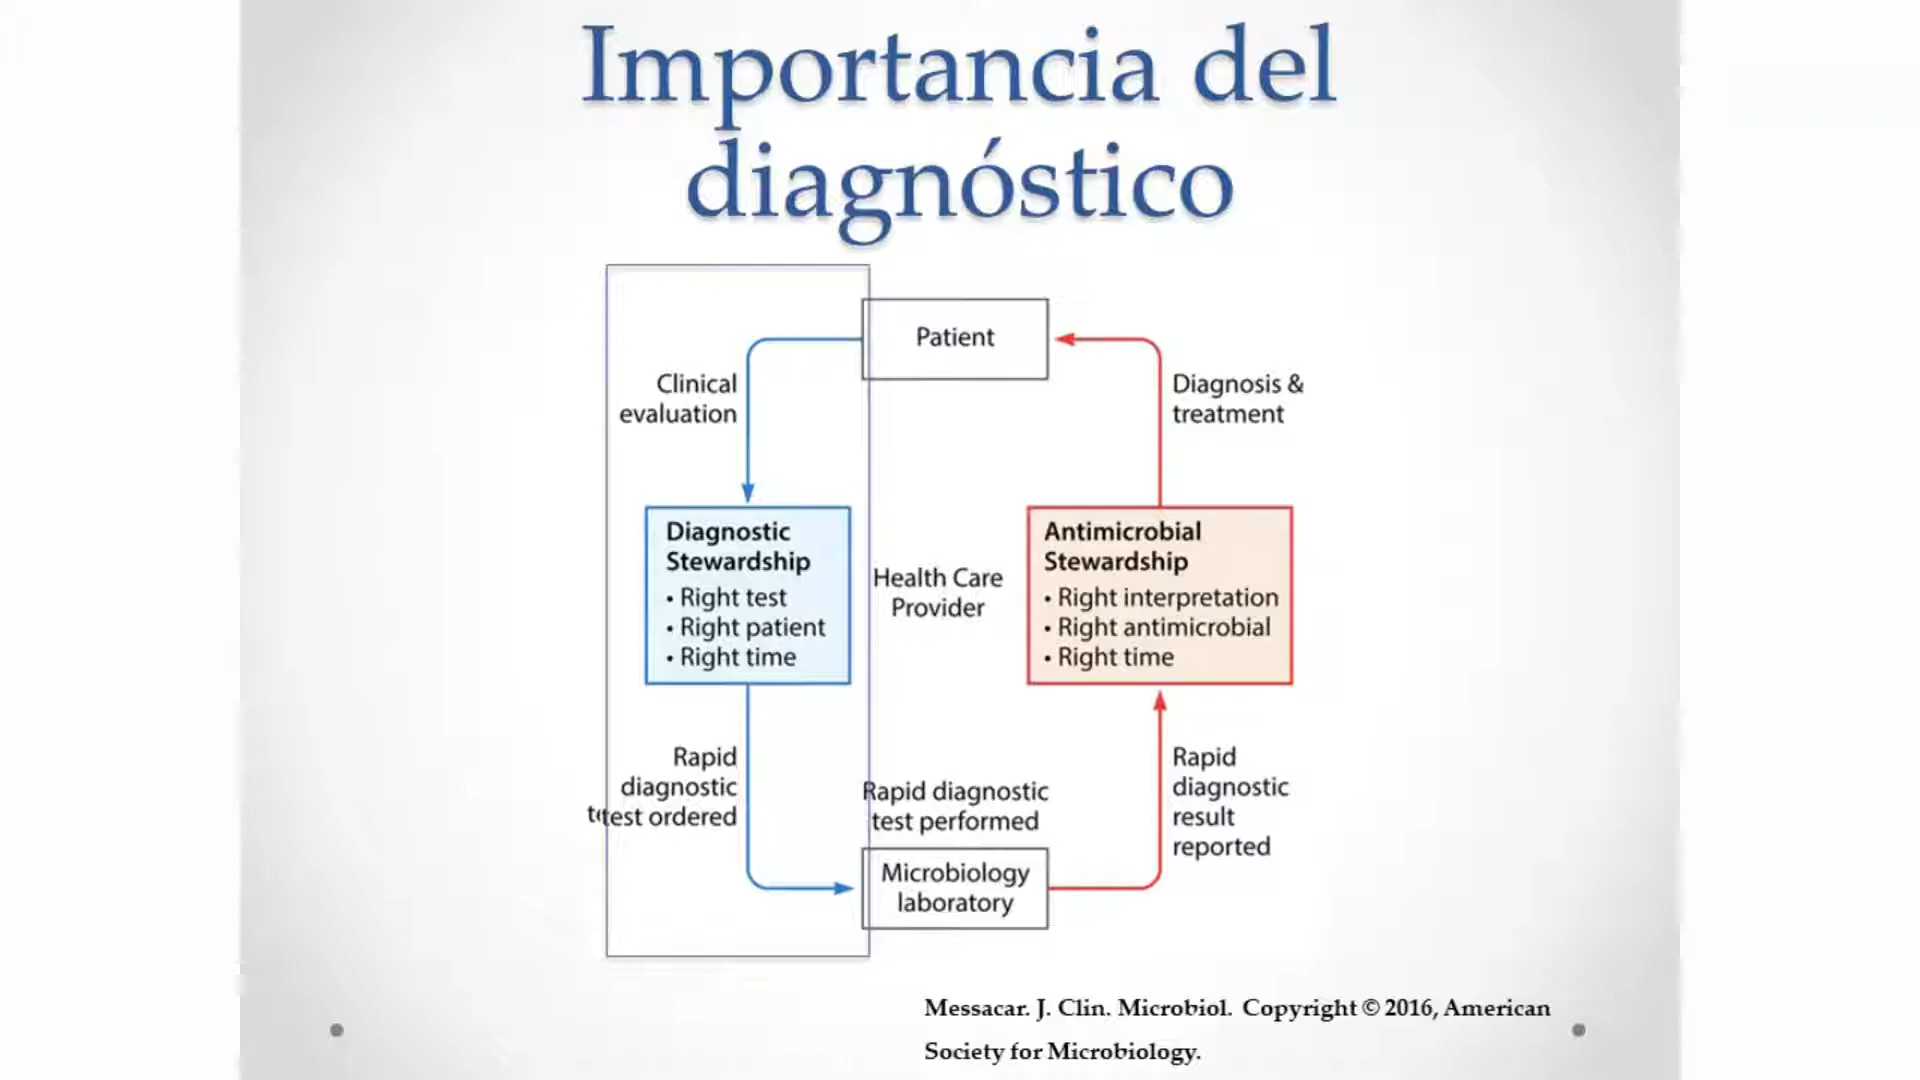 Importancia del
diagnóstico
Patient
Clinical
evaluation
Diagnosis &
treatment
Diagnostic
Stewardship
• Right test
• Right patient
• Right time
Health Care
Provider
Antimicrobial
Stewardship
• Right interpretation
• Right antimicrobial
• Right time
Rapid
diagnostic
test ordered
Rapid diagnostic
test performed
Rapid
diagnostic
result
reported
Microbiology
laboratory
Messacar. J. Clin. Microbiol. Copyright © 2016, American
Society for Microbiology.